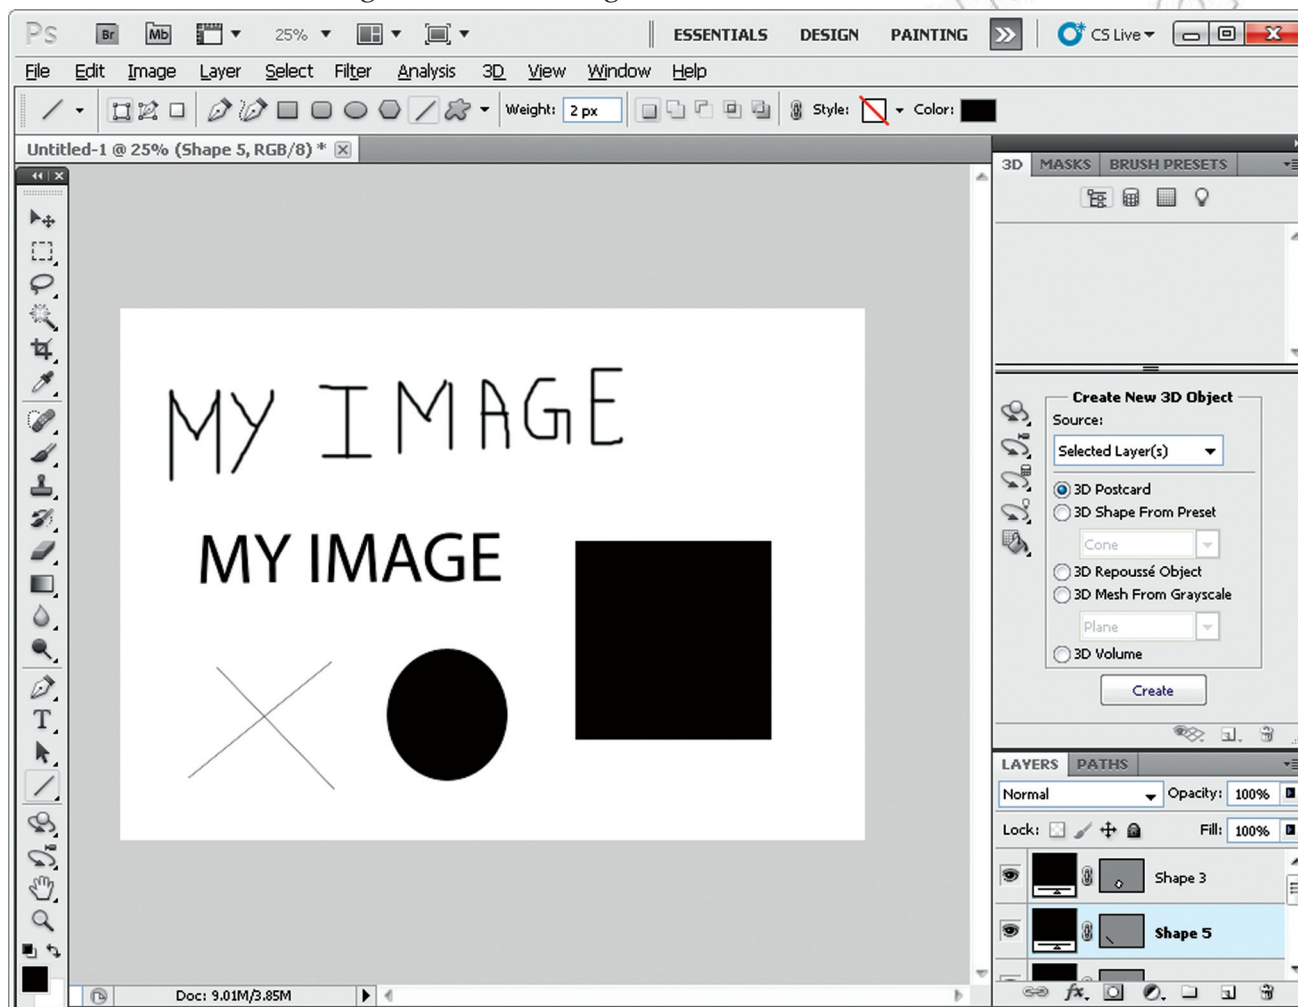 Ps Br Mb 25% ESSENTIALS DESIGN PAINTING CS Live
File Edit Image Layer Select Filter Analysis 3D View Window Help
Weight: 2 px Style: Color:
Untitled-1 @ 25% (Shape 5, RGB/8) *
3D MASKS BRUSH PRESETS
MY IMAGE
MY IMAGE
Create New 3D Object
Source:
Selected Layer(s)
3D Postcard
3D Shape From Preset
Cone
3D Repoussé Object
3D Mesh From Grayscale
Plane
3D Volume
Create
LAYERS PATHS
Normal Opacity: 100%
Lock: Fill: 100%
Shape 3
Shape 5
T
fx.
Doc: 9.01M/3.85M